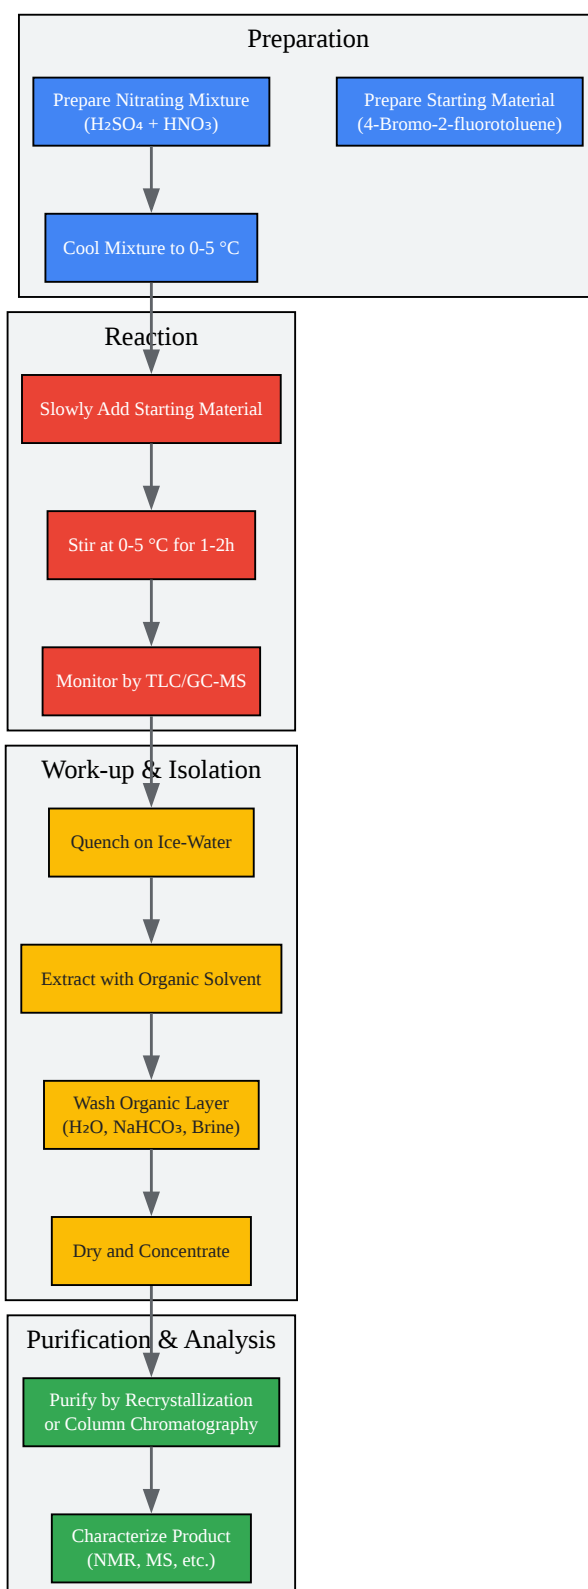 Preparation
Prepare Nitrating Mixture
(H₂SO₄ + HNO₃)
Prepare Starting Material
(4-Bromo-2-fluorotoluene)
Cool Mixture to 0-5 °C
Reaction
Slowly Add Starting Material
Stir at 0-5 °C for 1-2h
Monitor by TLC/GC-MS
Work-up & Isolation
Quench on Ice-Water
Extract with Organic Solvent
Wash Organic Layer
(H₂O, NaHCO₃, Brine)
Dry and Concentrate
Purification & Analysis
Purify by Recrystallization
or Column Chromatography
Characterize Product
(NMR, MS, etc.)